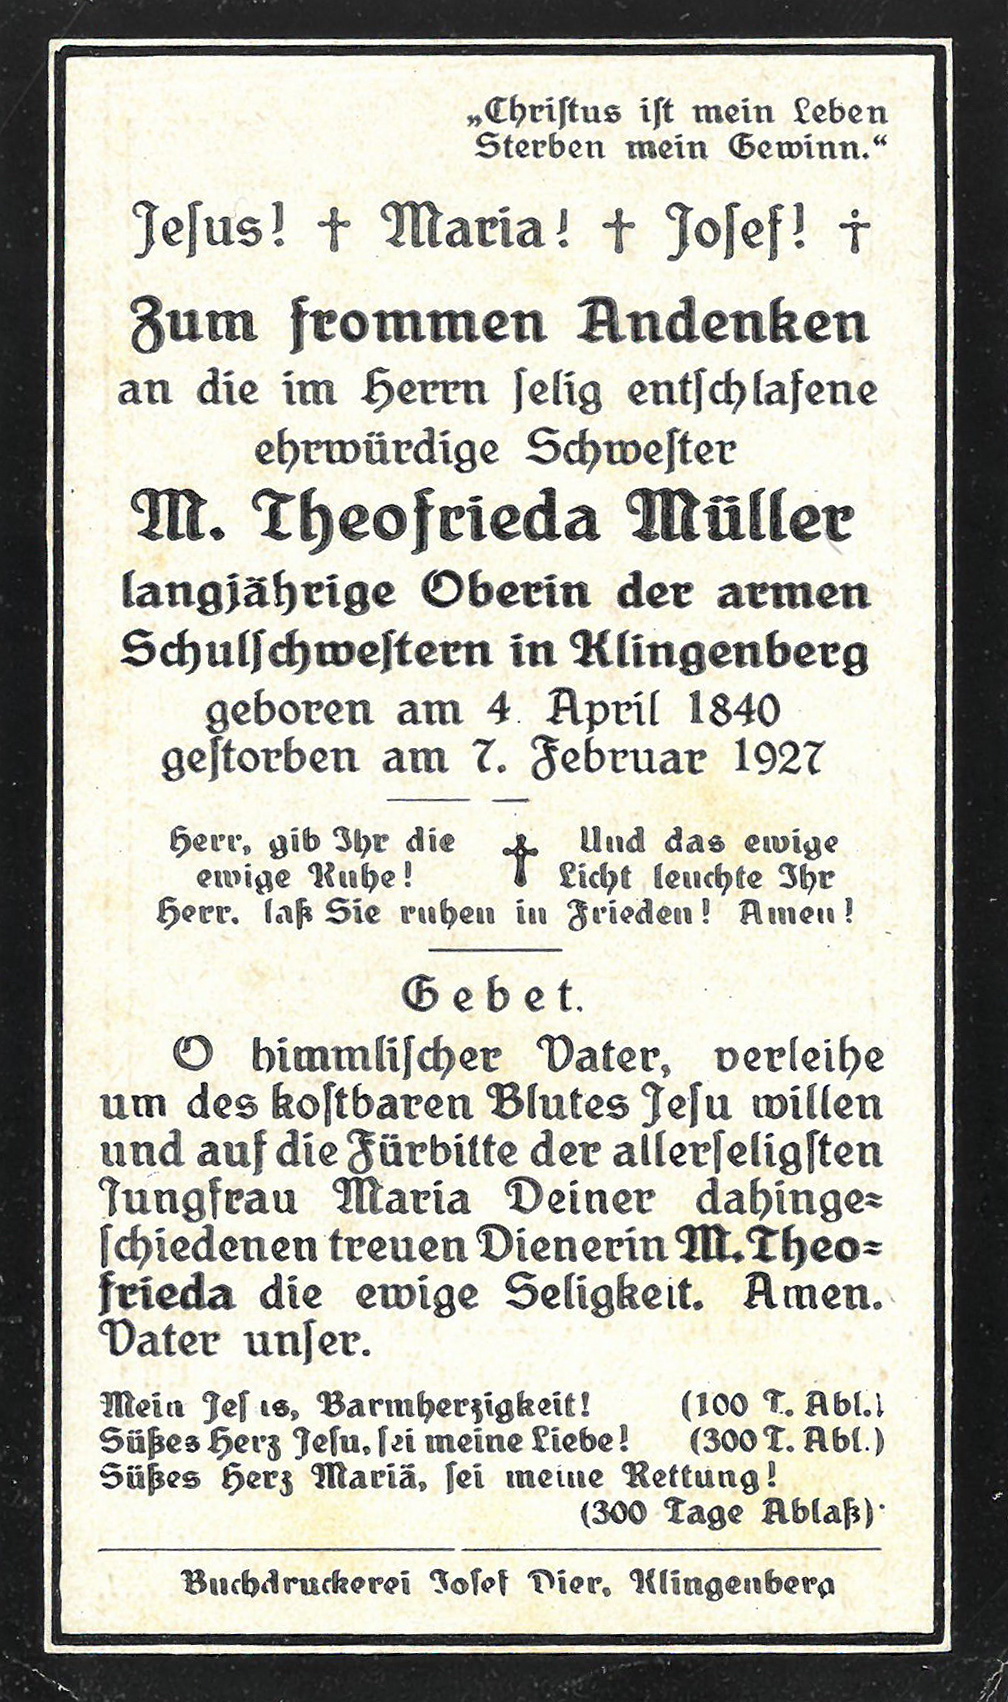 „Christus ist mein Leben
Sterben mein Gewinn.“
Jesus! † Maria! † Josef! †
Zum frommen Andenken
an die im Herrn selig entschlafene
ehrwürdige Schwester
M. Theofrieda Müller
langjährige Oberin der armen
Schulschwestern in Klingenberg
geboren am 4. April 1840
gestorben am 7. Februar 1927
Herr, gib Ihr die † Und das ewige
ewige Ruhe! Licht leuchte Ihr
Herr. laß Sie ruhen in Frieden! Amen!
Gebet.
O himmlischer Vater, verleihe
um des kostbaren Blutes Jesu willen
und auf die Fürbitte der allerseligsten
Jungfrau Maria Deiner dahinge-
schiedenen treuen Dienerin M. Theo-
frieda die ewige Seligkeit. Amen.
Vater unser.
Mein Jesus, Barmherzigkeit! (100 T. Abl.)
Süßes Herz Jesu, sei meine Liebe! (300 T. Abl.)
Süßes Herz Mariä, sei meine Rettung!
(300 Tage Ablaß)
Buchdruckerei Josef Dier, Klingenberg